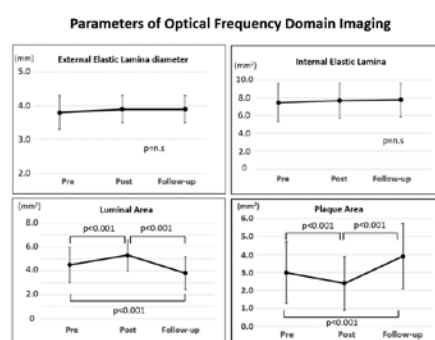 Parameters of Optical Frequency Domain Imaging
(mm)
External Elastic Lamina diameter
5.0
4.0
3.0
2.0
p=n.s
Pre Post Follow-up
(mm²)
Internal Elastic Lamina
10.0
8.0
6.0
4.0
2.0
0
p=n.s
Pre Post Follow-up
(mm²)
Luminal Area
8.0
6.0
4.0
2.0
0
p<0.001 p<0.001
p<0.001
Pre Post Follow-up
(mm²)
Plaque Area
6.0
5.0
4.0
3.0
2.0
1.0
0.0
p<0.001 p<0.001
p<0.001
Pre Post Follow-up